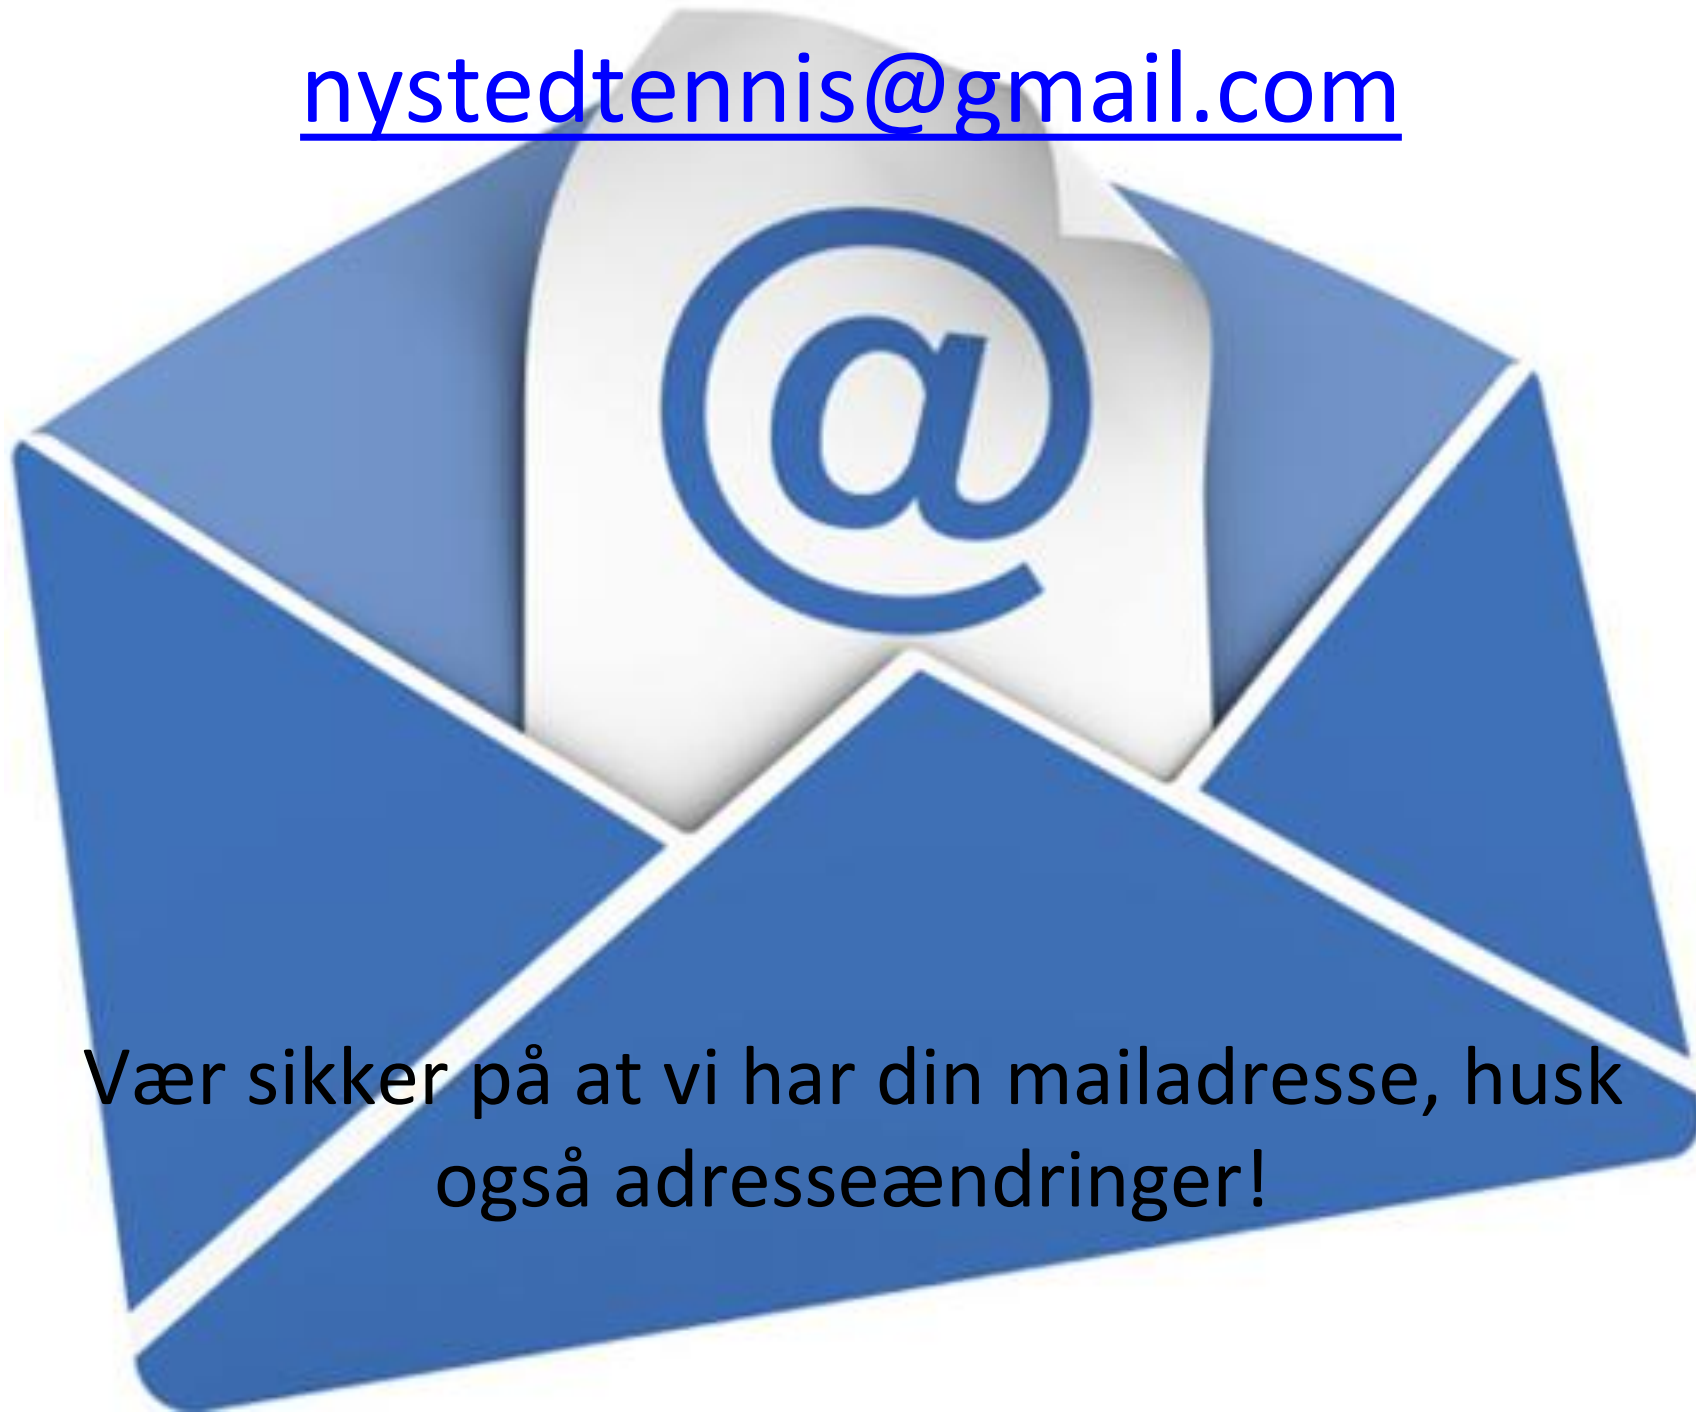 nystedtennis@gmail.com
@
Vær sikker på at vi har din mailadresse, husk
også adresseændringer!